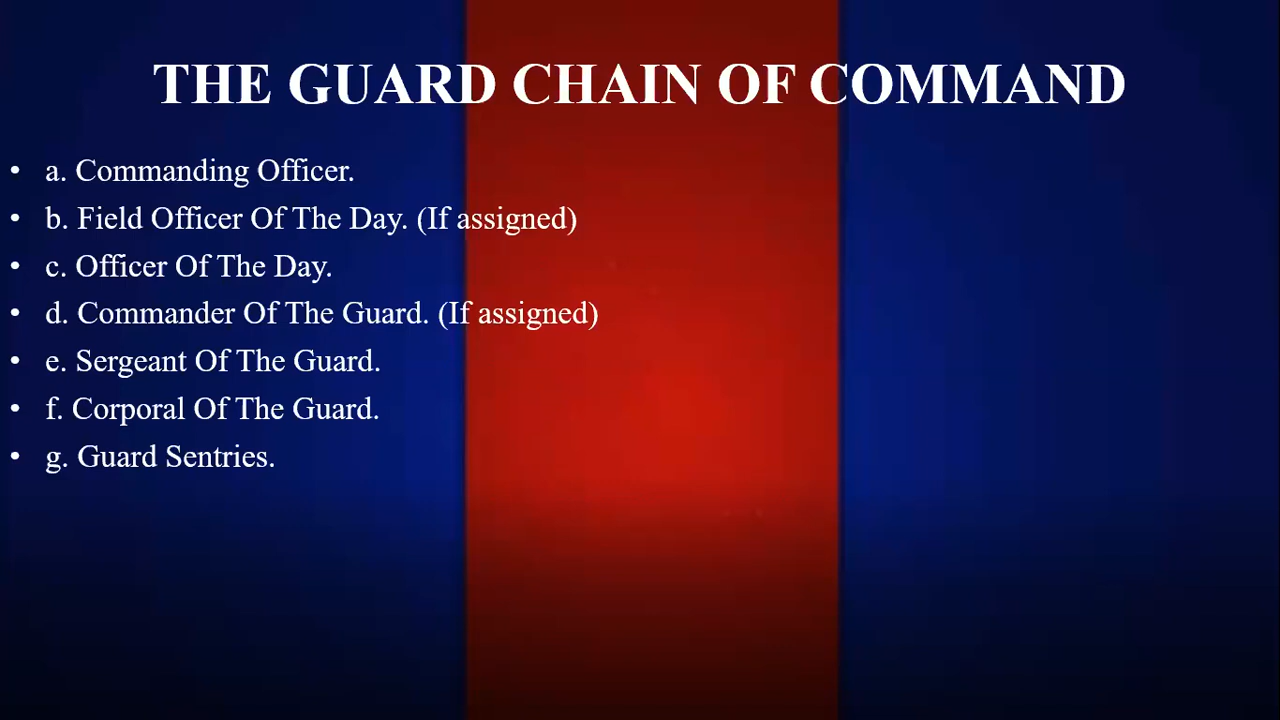 THE GUARD CHAIN OF COMMAND
• a. Commanding Officer.
• b. Field Officer Of The Day. (If assigned)
• c. Officer Of The Day.
• d. Commander Of The Guard. (If assigned)
• e. Sergeant Of The Guard.
• f. Corporal Of The Guard.
• g. Guard Sentries.